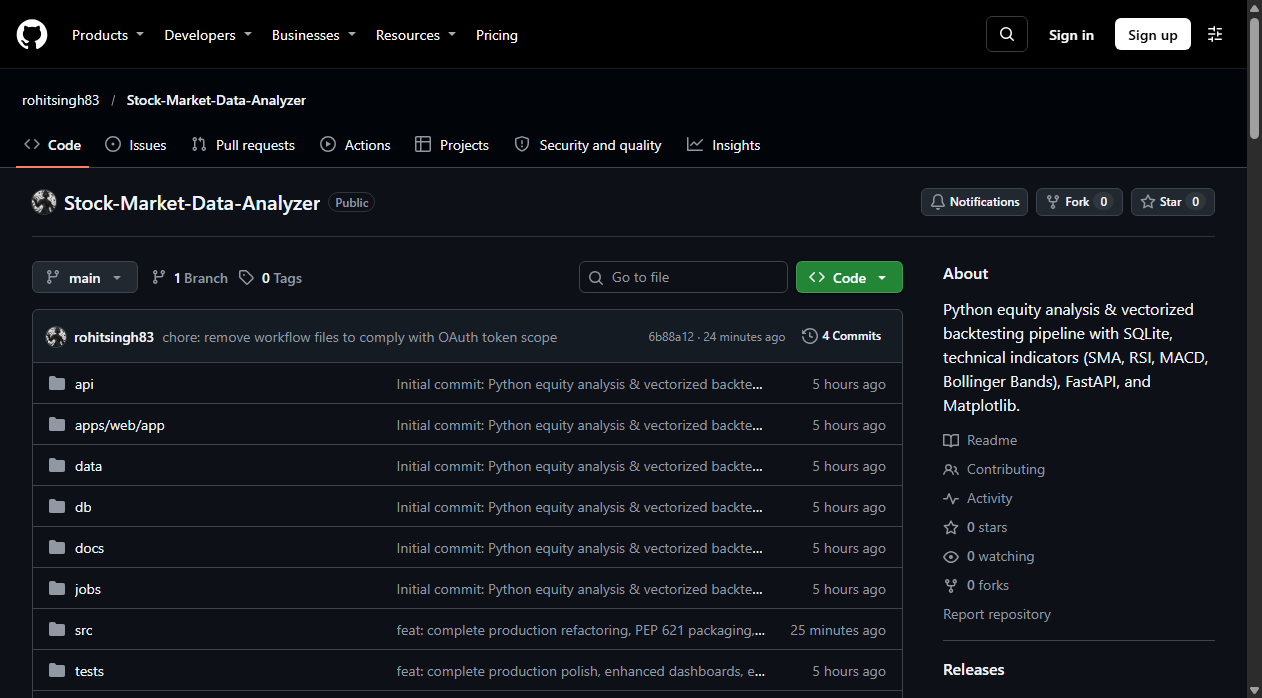 Products Developers Businesses Resources Pricing Sign in Sign up
rohitsingh83 / Stock-Market-Data-Analyzer
Code Issues Pull requests Actions Projects Security and quality Insights
Stock-Market-Data-Analyzer Public Notifications Fork 0 Star 0
main 1 Branch 0 Tags Go to file Code
rohitsingh83 chore: remove workflow files to comply with OAuth token scope 6b88a12 · 24 minutes ago 4 Commits
api Initial commit: Python equity analysis & vectorized backte... 5 hours ago
apps/web/app Initial commit: Python equity analysis & vectorized backte... 5 hours ago
data Initial commit: Python equity analysis & vectorized backte... 5 hours ago
db Initial commit: Python equity analysis & vectorized backte... 5 hours ago
docs Initial commit: Python equity analysis & vectorized backte... 5 hours ago
jobs Initial commit: Python equity analysis & vectorized backte... 5 hours ago
src feat: complete production refactoring, PEP 621 packaging,... 25 minutes ago
tests feat: complete production polish, enhanced dashboards, e... 5 hours ago
About
Python equity analysis & vectorized
backtesting pipeline with SQLite,
technical indicators (SMA, RSI, MACD,
Bollinger Bands), FastAPI, and
Matplotlib.
Readme
Contributing
Activity
0 stars
0 watching
0 forks
Report repository
Releases